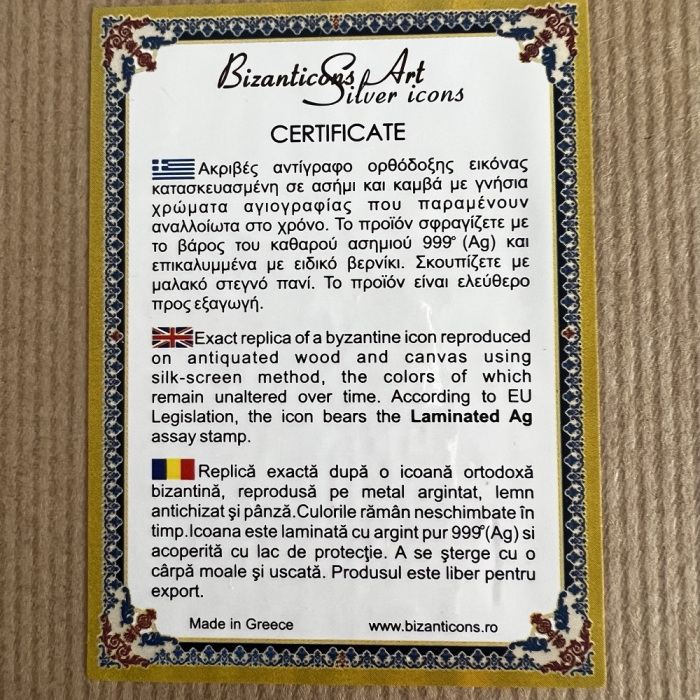 Bizanticons Art
Silver icons
CERTIFICATE
Ακριβές αντίγραφο ορθόδοξης εικόνας
κατασκευασμένη σε ασήμι και καμβά με γνήσια
χρώματα αγιογραφίας που παραμένουν
αναλλοίωτα στο χρόνο. Το προϊόν σφραγίζετε με
το βάρος του καθαρού ασημιού 999° (Ag) και
επικαλυμμένα με ειδικό βερνίκι. Σκουπίζετε με
μαλακό στεγνό πανί. Το προϊόν είναι ελεύθερο
προς εξαγωγή.
Exact replica of a byzantine icon reproduced
on antiquated wood and canvas using
silk-screen method, the colors of which
remain unaltered over time. According to EU
Legislation, the icon bears the Laminated Ag
assay stamp.
Replică exactă după o icoană ortodoxă
bizantină, reprodusă pe metal argintat, lemn
antichizat şi pânză.Culorile rămân neschimbate în
timp.Icoana este laminată cu argint pur 999°(Ag) si
acoperită cu lac de protecţie. A se şterge cu o
cârpă moale şi uscată. Produsul este liber pentru
export.
Made in Greece
www.bizanticons.ro